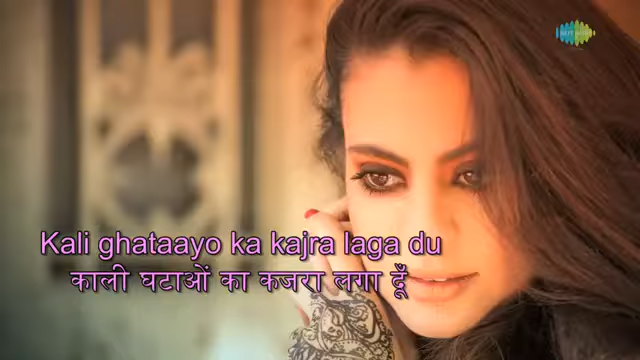 Kali ghataayo ka kajra laga du
काली घटाओं का कजरा लगा दूँ